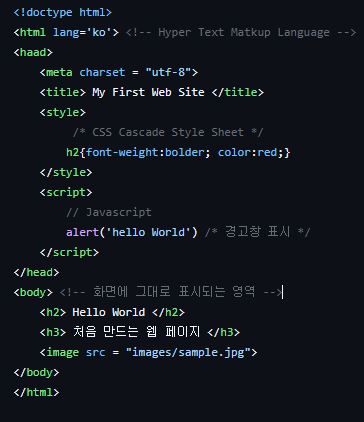 <!doctype html>
<html lang='ko'> <!-- Hyper Text Matkup Language -->
<haad>
    <meta charset = "utf-8">
    <title> My First Web Site </title>
    <style>
        /* CSS Cascade Style Sheet */
        h2{font-weight:bolder; color:red;}
    </style>
    <script>
        // Javascript
        alert('hello World') /* 경고창 표시 */
    </script>
</head>
<body> <!-- 화면에 그대로 표시되는 영역 -->
    <h2> Hello World </h2>
    <h3> 처음 만드는 웹 페이지 </h3>
    <image src = "images/sample.jpg">
</body>
</html>